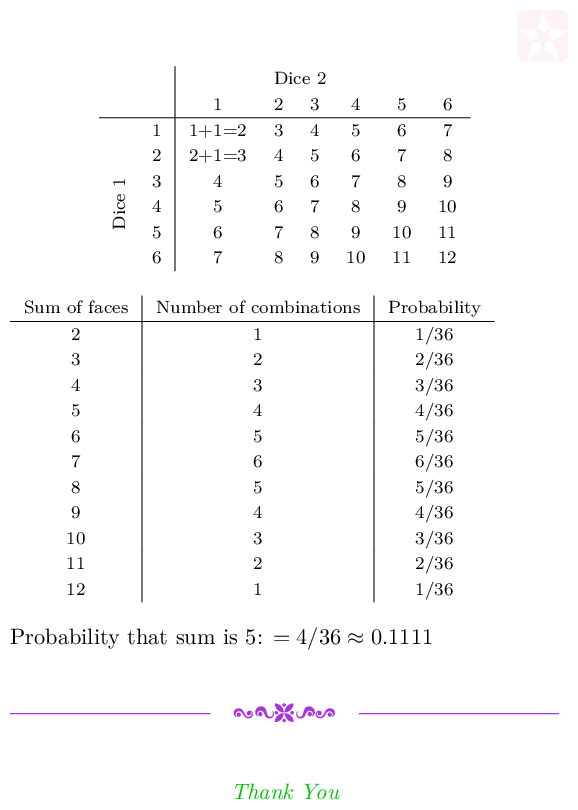 Dice 2
1 2 3 4 5 6
1 1+1=2 3 4 5 6 7
2 2+1=3 4 5 6 7 8
Dice 1
3 4 5 6 7 8 9
4 5 6 7 8 9 10
5 6 7 8 9 10 11
6 7 8 9 10 11 12
Sum of faces Number of combinations Probability
2 1 1/36
3 2 2/36
4 3 3/36
5 4 4/36
6 5 5/36
7 6 6/36
8 5 5/36
9 4 4/36
10 3 3/36
11 2 2/36
12 1 1/36
Probability that sum is 5: = 4/36 ≈ 0.1111
Thank You